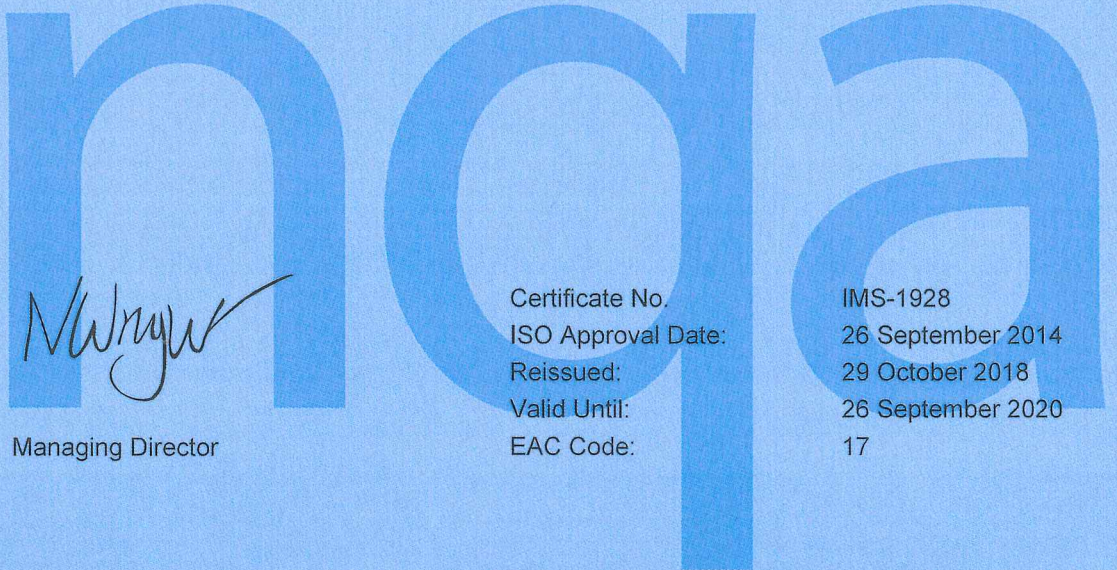 nqa
Certificate No. IMS-1928
ISO Approval Date: 26 September 2014
Reissued: 29 October 2018
Valid Until: 26 September 2020
Managing Director EAC Code: 17